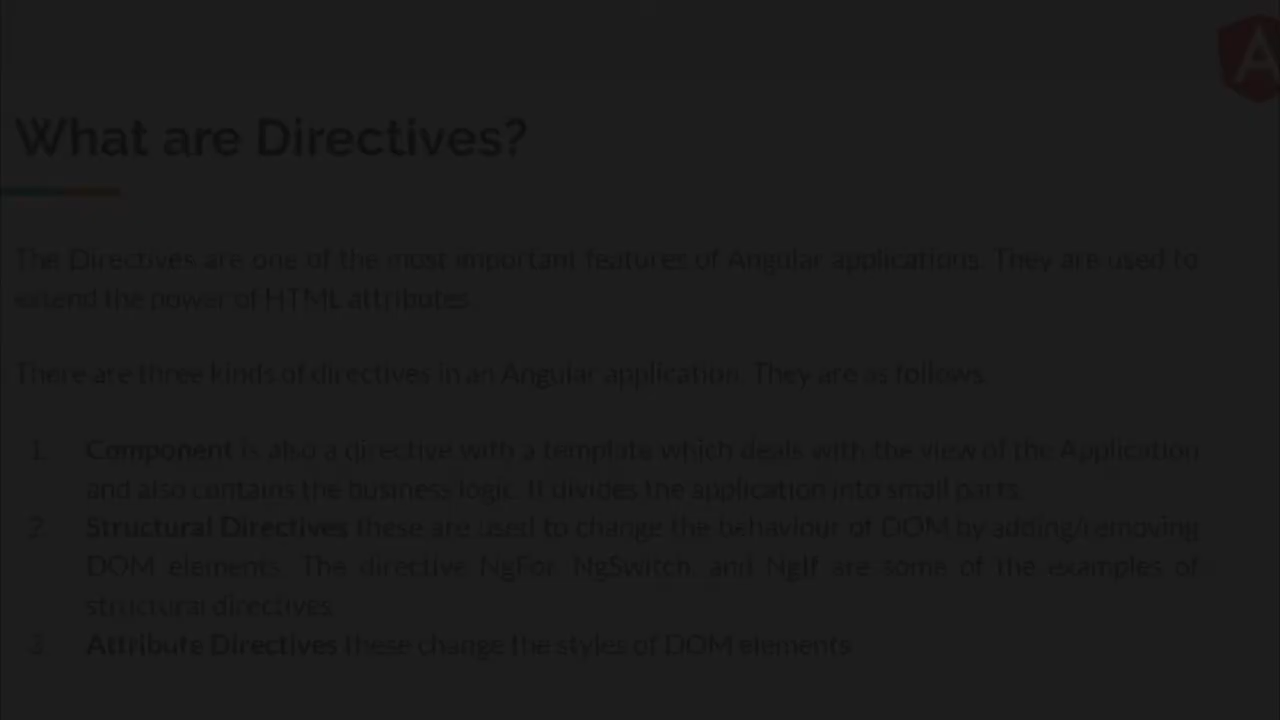 A
What are Directives?
The Directives are one of the most important features of Angular applications. They are used to
extend the power of HTML attributes.
There are three kinds of directives in an Angular application. They are as follows.
1. Component is also a directive with a template which deals with the view of the Application
and also contains the business logic. It divides the application into small parts.
2. Structural Directives these are used to change the behaviour of DOM by adding/removing
DOM elements. The directive NgFor, NgSwitch, and NgIf are some of the examples of
structural directives.
3. Attribute Directives these change the styles of DOM elements.